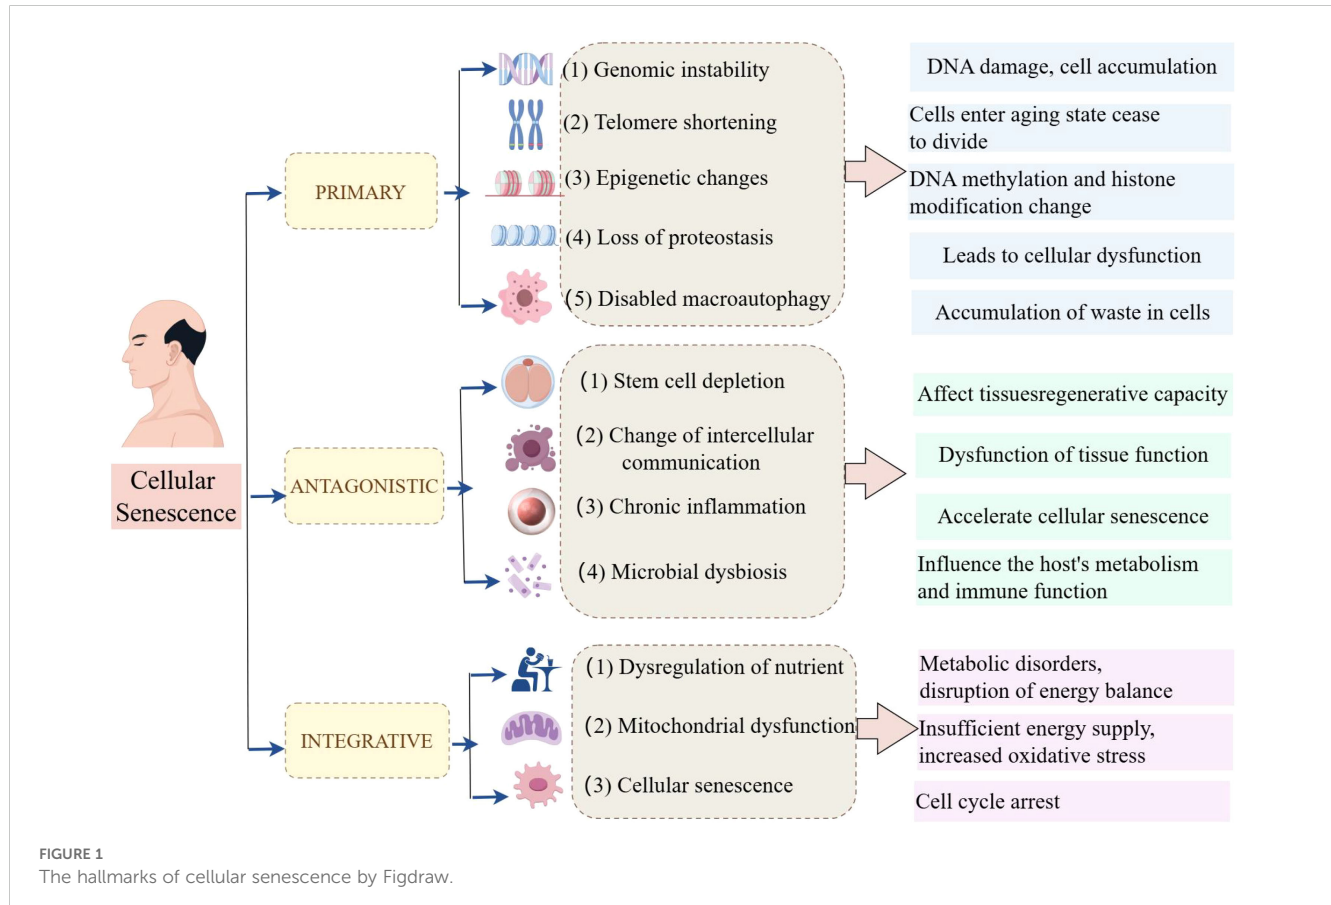 Cellular
Senescence
PRIMARY
(1) Genomic instability
(2) Telomere shortening
(3) Epigenetic changes
(4) Loss of proteostasis
(5) Disabled macroautophagy
DNA damage, cell accumulation
Cells enter aging state cease
to divide
DNA methylation and histone
modification change
Leads to cellular dysfunction
Accumulation of waste in cells
ANTAGONISTIC
(1) Stem cell depletion
(2) Change of intercellular
communication
(3) Chronic inflammation
(4) Microbial dysbiosis
Affect tissuesregenerative capacity
Dysfunction of tissue function
Accelerate cellular senescence
Influence the host's metabolism
and immune function
INTEGRATIVE
(1) Dysregulation of nutrient
(2) Mitochondrial dysfunction
(3) Cellular senescence
Metabolic disorders,
disruption of energy balance
Insufficient energy supply,
increased oxidative stress
Cell cycle arrest
FIGURE 1
The hallmarks of cellular senescence by Figdraw.